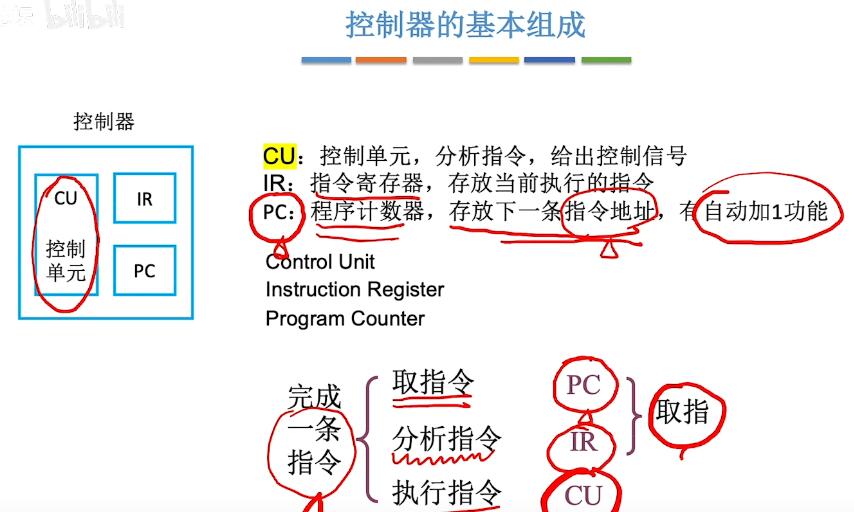 bilibili
控制器的基本组成
控制器
CU
控制
单元
IR
PC
CU：控制单元，分析指令，给出控制信号
IR：指令寄存器，存放当前执行的指令
PC：程序计数器，存放下一条指令地址，有自动加1功能
Control Unit
Instruction Register
Program Counter
完成
一条
指令
取指令
分析指令
执行指令
PC
IR
CU
取指